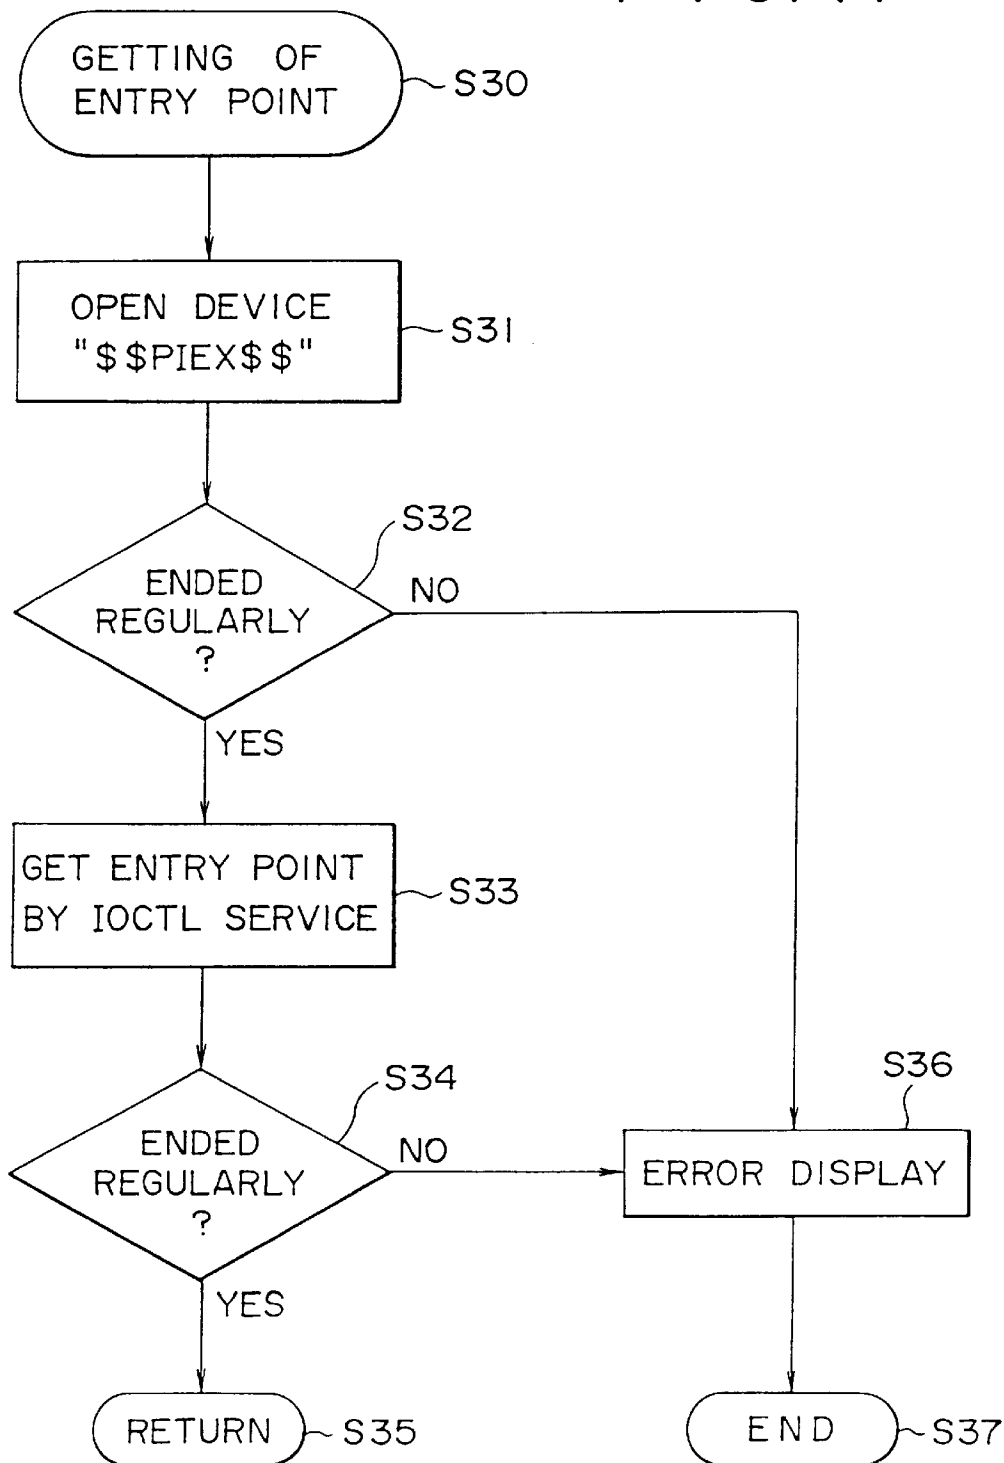 GETTING OF
ENTRY POINT
S30
OPEN DEVICE
"$$PIEX$$"
S31
S32
ENDED
REGULARLY
?
NO
YES
GET ENTRY POINT
BY IOCTL SERVICE
S33
S34
ENDED
REGULARLY
?
NO
YES
S36
ERROR DISPLAY
RETURN
S35
END
S37